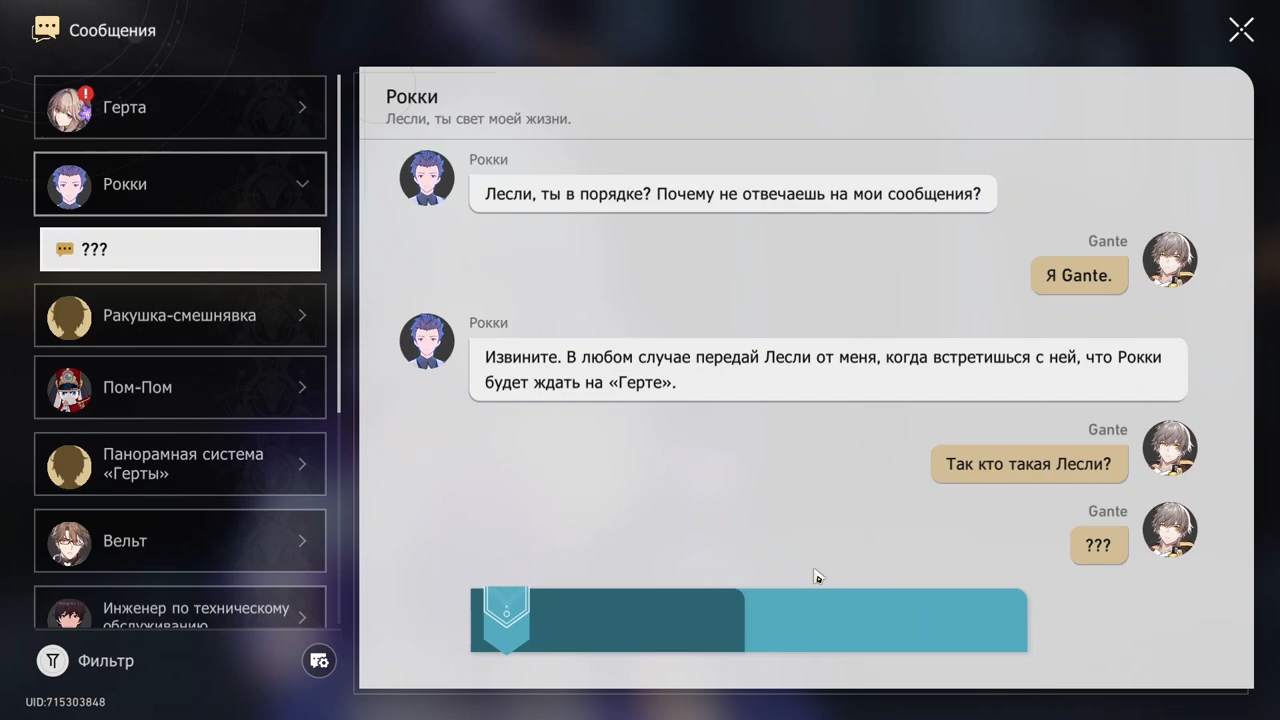 Сообщения
Герта
Рокки
???
Ракушка-смешнявка
Пом-Пом
Панорамная система
«Герты»
Вельт
Инженер по техническому
обслуживанию
Фильтр
UID:715303848
Рокки
Лесли, ты свет моей жизни.
Рокки
Лесли, ты в порядке? Почему не отвечаешь на мои сообщения?
Gante
Я Gante.
Рокки
Извините. В любом случае передай Лесли от меня, когда встретишься с ней, что Рокки
будет ждать на «Герте».
Gante
Так кто такая Лесли?
Gante
???